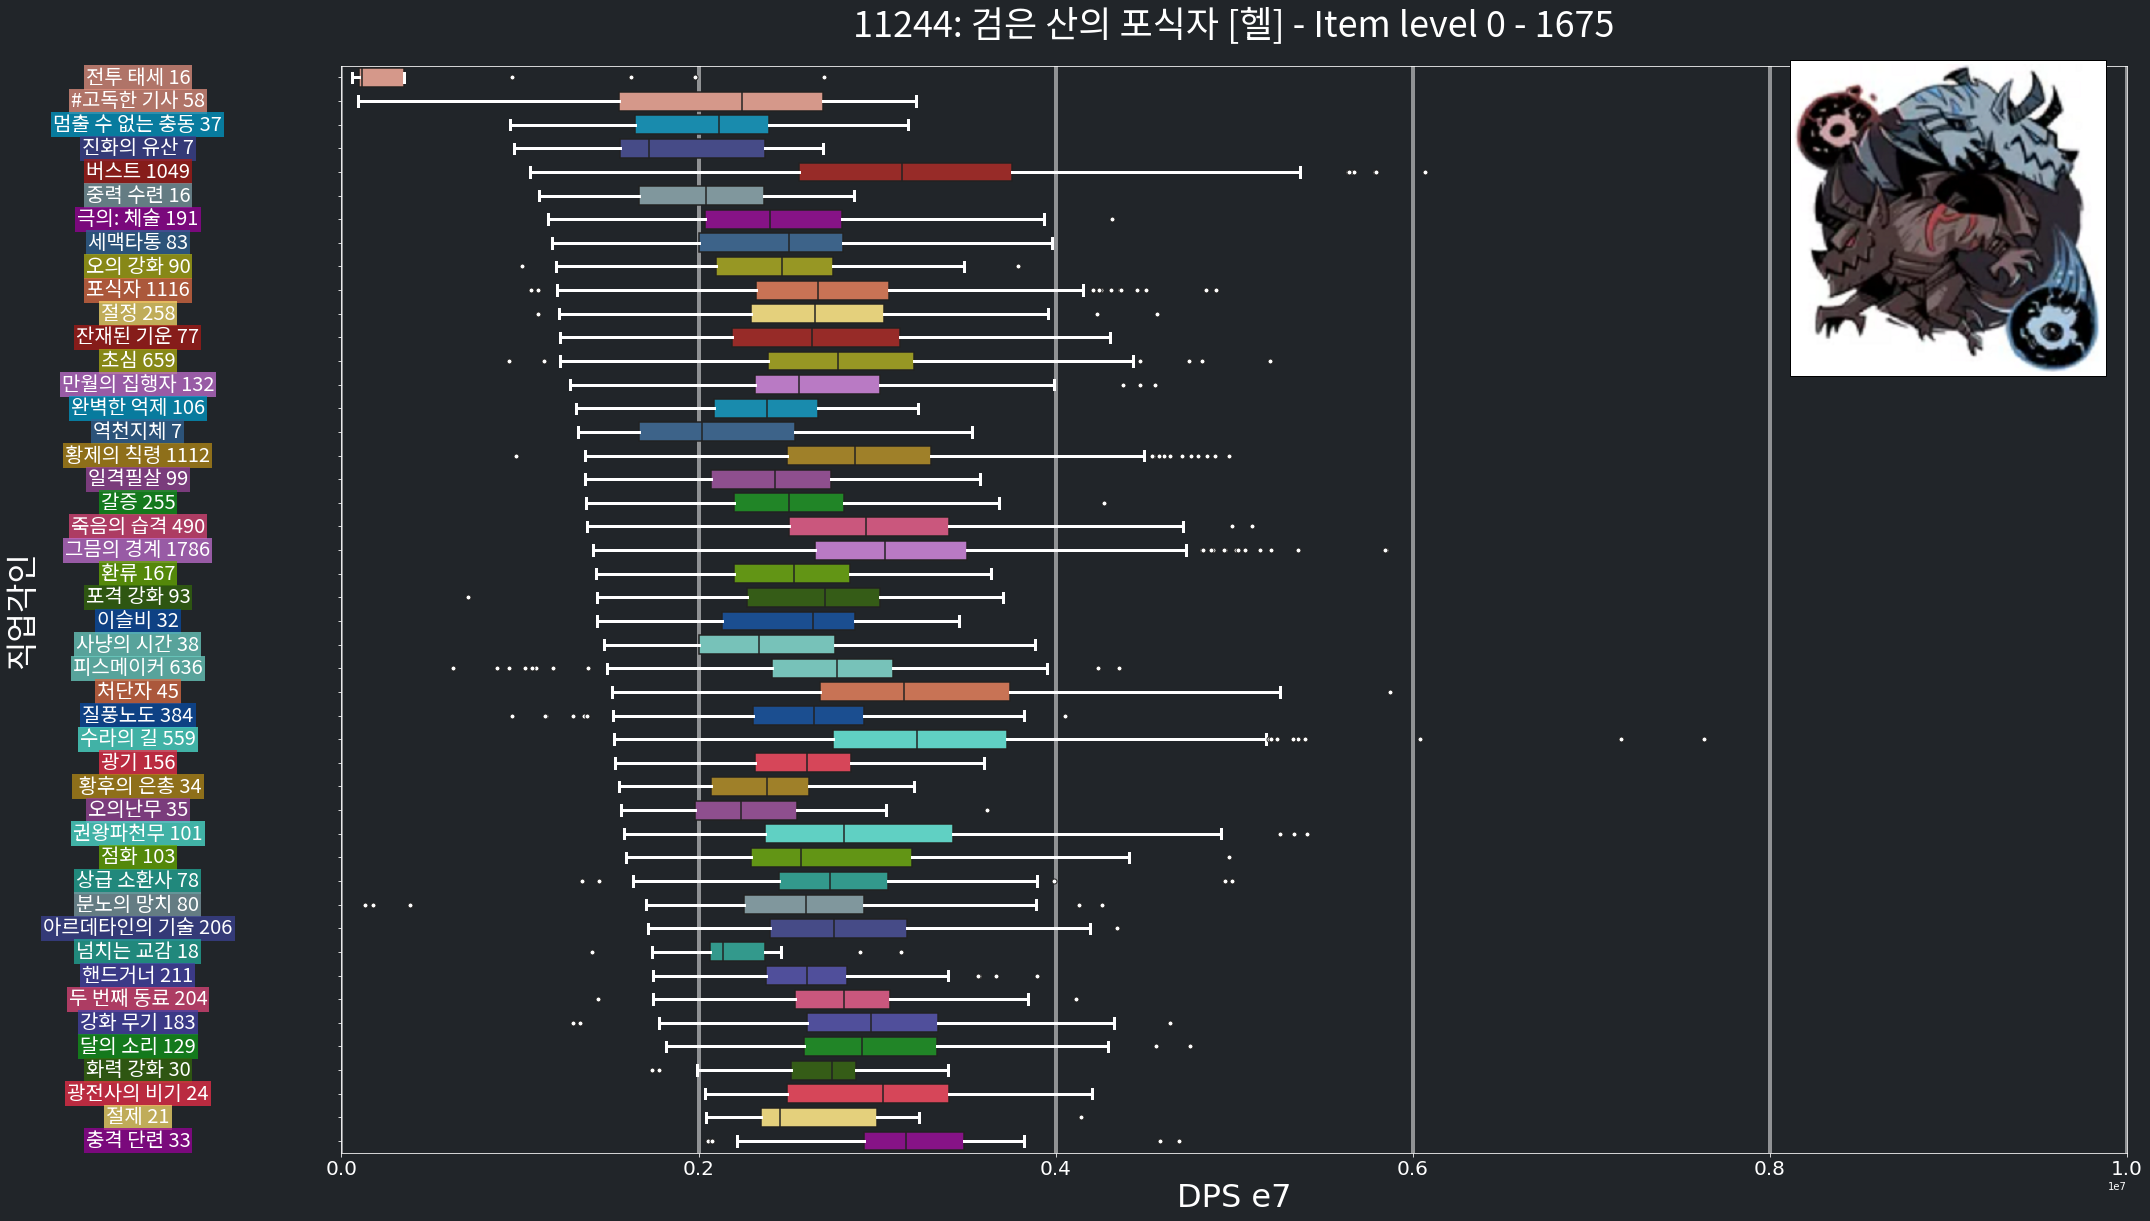 11244: 검은 산의 포식자 [헬] - Item level 0 - 1675
전투 태세 16
#고독한 기사 58
멈출 수 없는 충동 37
진화의 유산 7
버스트 1049
중력 수련 16
극의: 체술 191
세맥타통 83
오의 강화 90
포식자 1116
절정 258
잔재된 기운 77
초심 659
만월의 집행자 132
완벽한 억제 106
역천지체 7
황제의 칙령 1112
일격필살 99
갈증 255
죽음의 습격 490
그믐의 경계 1786
환류 167
포격 강화 93
이슬비 32
사냥의 시간 38
피스메이커 636
처단자 45
질풍노도 384
수라의 길 559
광기 156
황후의 은총 34
오의난무 35
권왕파천무 101
점화 103
상급 소환사 78
분노의 망치 80
아르데타인의 기술 206
넘치는 교감 18
핸드거너 211
두 번째 동료 204
강화 무기 183
달의 소리 129
화력 강화 30
광전사의 비기 24
절제 21
충격 단련 33
직업각인
0.0 0.2 0.4 0.6 0.8 1.0
1e7
DPS e7